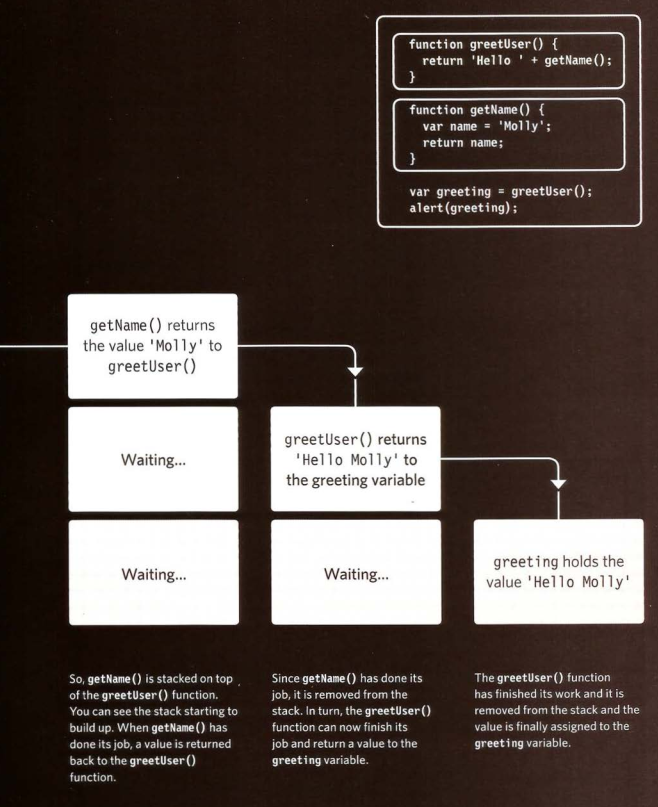 function greetUser() {
return 'Hello ' + getName();
}
function getName() {
var name = 'Molly';
return name;
}
var greeting = greetUser();
alert(greeting);
getName() returns
the value 'Molly' to
greetUser()
Waiting...
Waiting...
greetUser() returns
'Hello Molly' to
the greeting variable
Waiting...
greeting holds the
value 'Hello Molly'
So, getName() is stacked on top
of the greetUser() function.
You can see the stack starting to
build up. When getName() has
done its job, a value is returned
back to the greetUser()
function.
Since getName() has done its
job, it is removed from the
stack. In turn, the greetUser()
function can now finish its
job and return a value to the
greeting variable.
The greetUser() function
has finished its work and it is
removed from the stack and the
value is finally assigned to the
greeting variable.